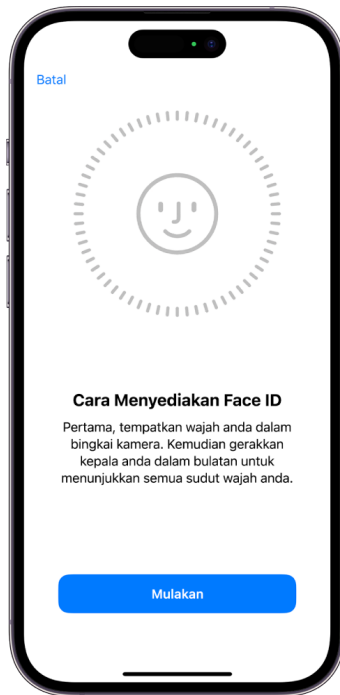 Batal
Cara Menyediakan Face ID
Pertama, tempatkan wajah anda dalam
bingkai kamera. Kemudian gerakkan
kepala anda dalam bulatan untuk
menunjukkan semua sudut wajah anda.
Mulakan